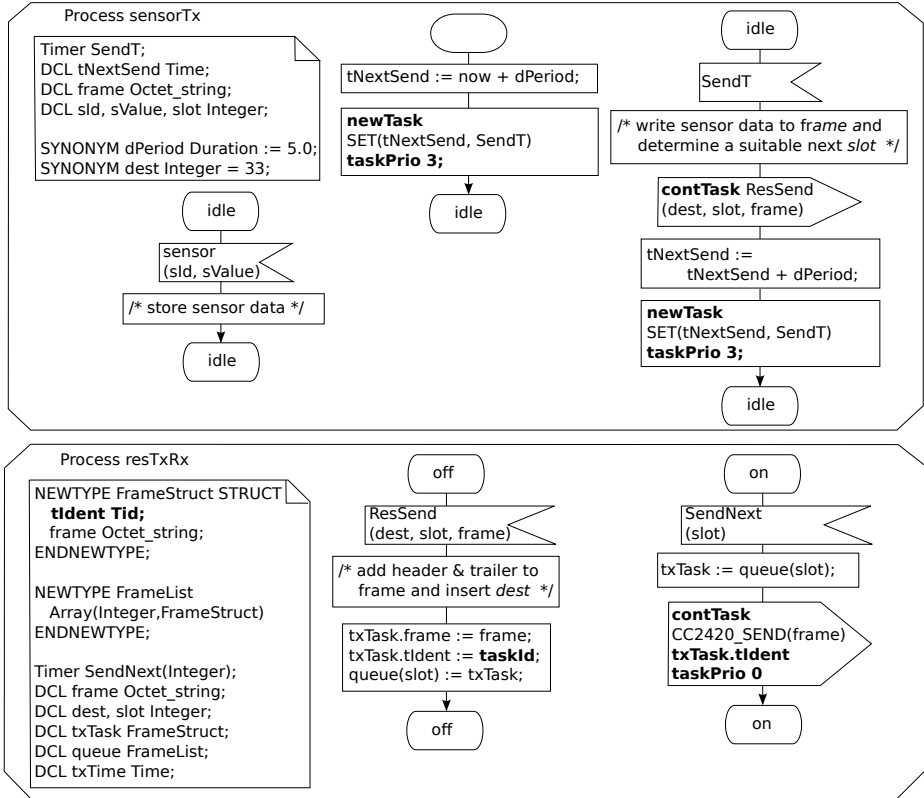 Process sensorTx
Timer SendT;
DCL tNextSend Time;
DCL frame Octet_string;
DCL sId, sValue, slot Integer;
SYNONYM dPeriod Duration := 5.0;
SYNONYM dest Integer = 33;
idle
sensor
(sId, sValue)
/* store sensor data */
idle
tNextSend := now + dPeriod;
newTask
SET(tNextSend, SendT)
taskPrio 3;
idle
idle
SendT
/* write sensor data to frame and
determine a suitable next slot */
contTask ResSend
(dest, slot, frame)
tNextSend :=
tNextSend + dPeriod;
newTask
SET(tNextSend, SendT)
taskPrio 3;
idle
Process resTxRx
NEWTYPE FrameStruct STRUCT
tIdent Tid;
frame Octet_string;
ENDNEWTYPE;
NEWTYPE FrameList
Array(Integer,FrameStruct)
ENDNEWTYPE;
Timer SendNext(Integer);
DCL frame Octet_string;
DCL dest, slot Integer;
DCL txTask FrameStruct;
DCL queue FrameList;
DCL txTime Time;
off
ResSend
(dest, slot, frame)
/* add header & trailer to
frame and insert dest */
txTask.frame := frame;
txTask.tIdent := taskId;
queue(slot) := txTask;
off
on
SendNext
(slot)
txTask := queue(slot);
contTask
CC2420_SEND(frame)
txTask.tIdent
taskPrio 0
on